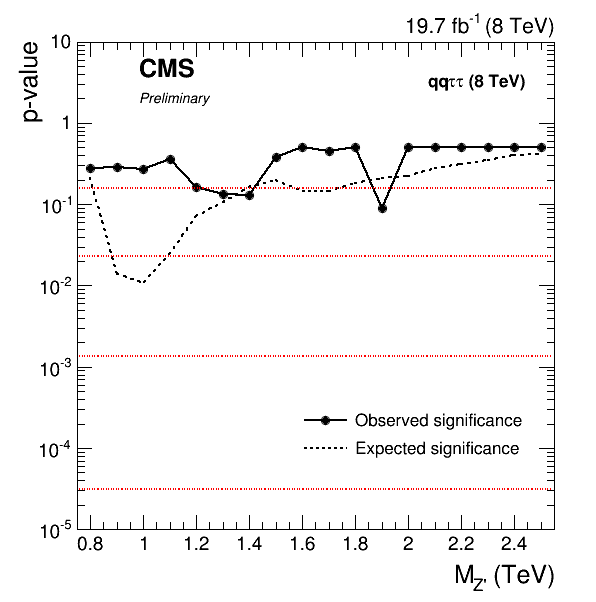 19.7 fb⁻¹ (8 TeV)
CMS
Preliminary
qqττ (8 TeV)
p-value
10
1
10⁻¹
10⁻²
10⁻³
10⁻⁴
10⁻⁵
Observed significance
Expected significance
0.8 1 1.2 1.4 1.6 1.8 2 2.2 2.4
M_Z' (TeV)